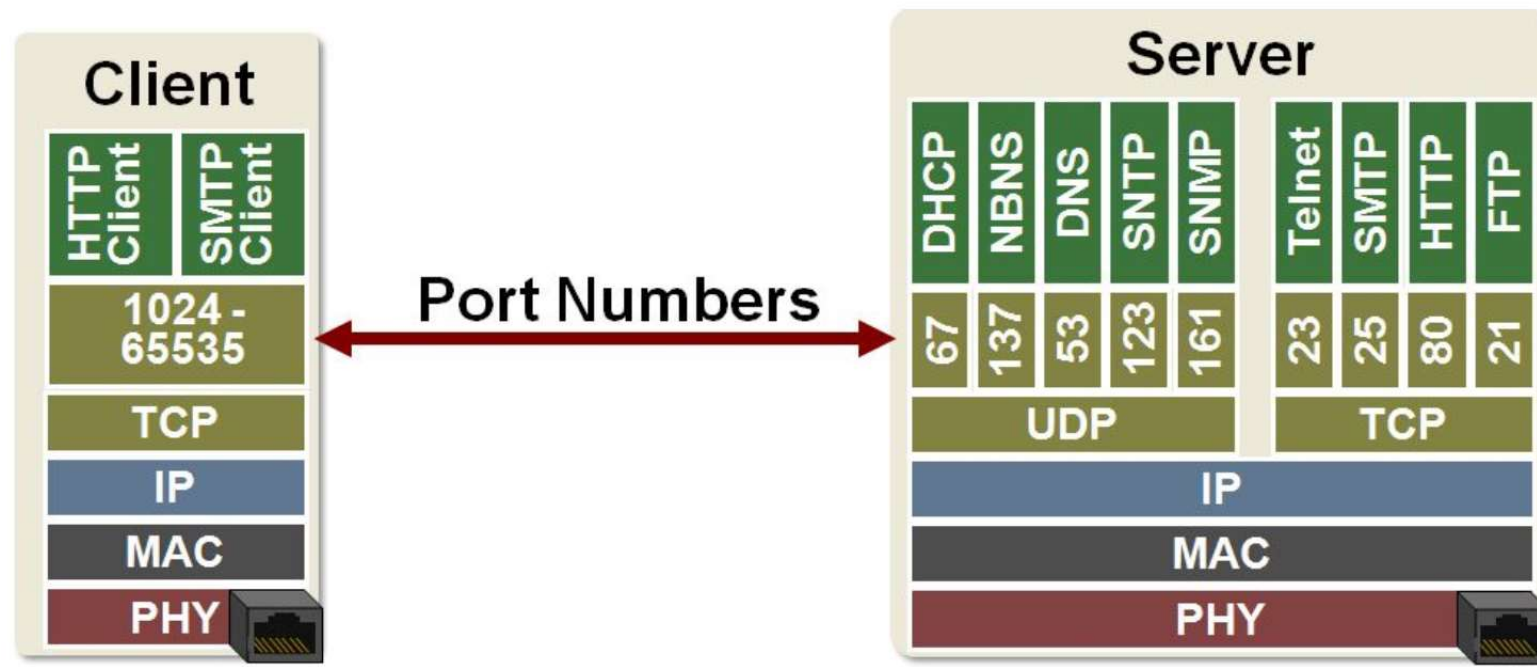 Client
HTTP
Client
SMTP
Client
1024 -
65535
TCP
IP
MAC
PHY
Port Numbers
Server
DHCP
NBNS
DNS
SNTP
SNMP
Telnet
SMTP
HTTP
FTP
67
137
53
123
161
23
25
80
21
UDP
TCP
IP
MAC
PHY